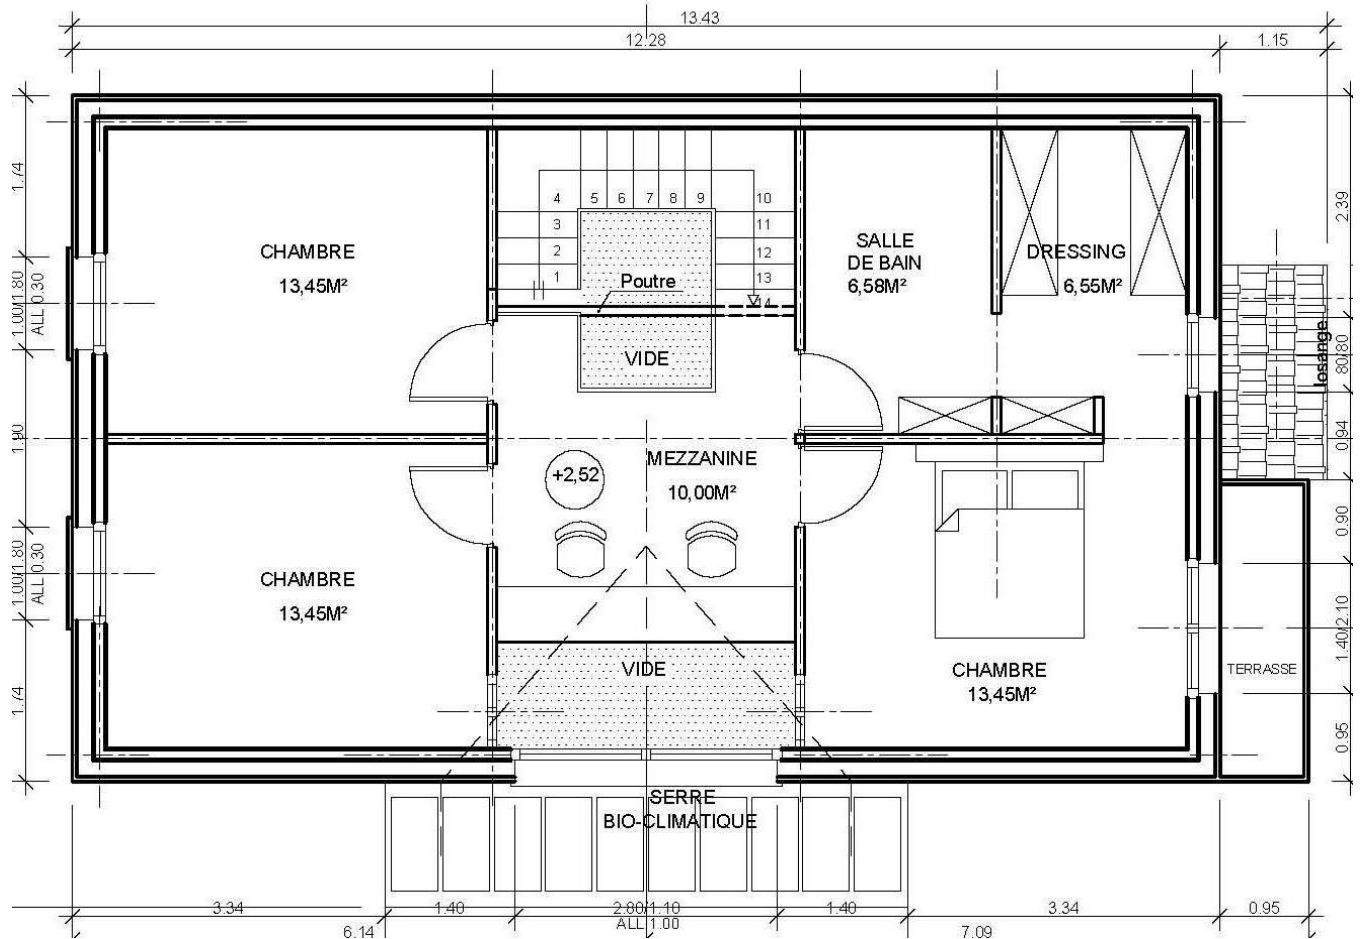 13.43
12.28
1.15
1.74
1.00/1.80
ALL 0.30
1.90
1.00/1.80
ALL 0.30
1.74
CHAMBRE
13,45M²
4
5
6
7
8
9
10
3
11
2
12
1
13
14
Poutre
VIDE
SALLE
DE BAIN
6,58M²
DRESSING
6,55M²
2.39
losange
80/80
0.94
0.90
1.40/2.10
0.95
MEZZANINE
10,00M²
+2,52
CHAMBRE
13,45M²
VIDE
CHAMBRE
13,45M²
TERRASSE
SERRE
BIO-CLIMATIQUE
3.34
1.40
2.80/1.10
ALL 1.00
1.40
3.34
0.95
6.14
7.09